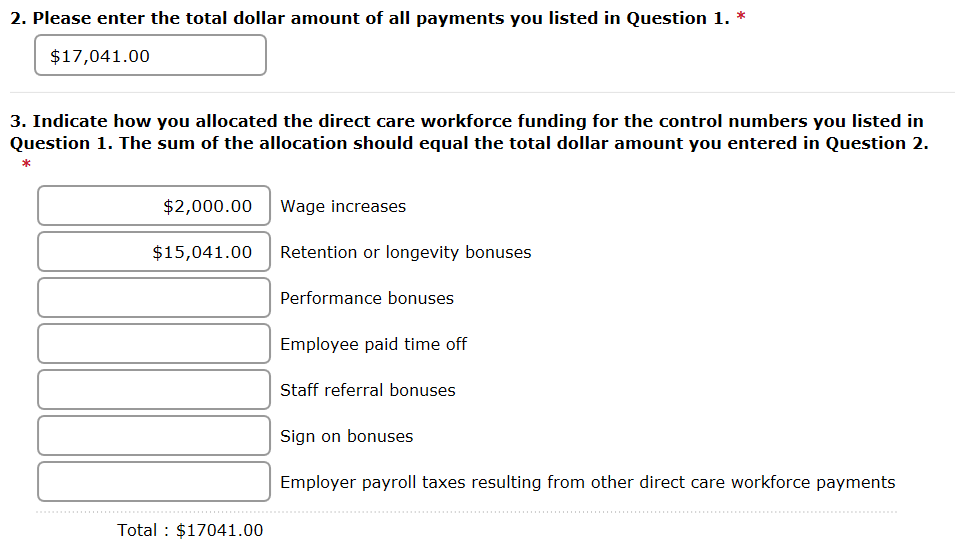 2. Please enter the total dollar amount of all payments you listed in Question 1. *
$17,041.00
3. Indicate how you allocated the direct care workforce funding for the control numbers you listed in
Question 1. The sum of the allocation should equal the total dollar amount you entered in Question 2.
*
$2,000.00 Wage increases
$15,041.00 Retention or longevity bonuses
Performance bonuses
Employee paid time off
Staff referral bonuses
Sign on bonuses
Employer payroll taxes resulting from other direct care workforce payments
Total : $17041.00